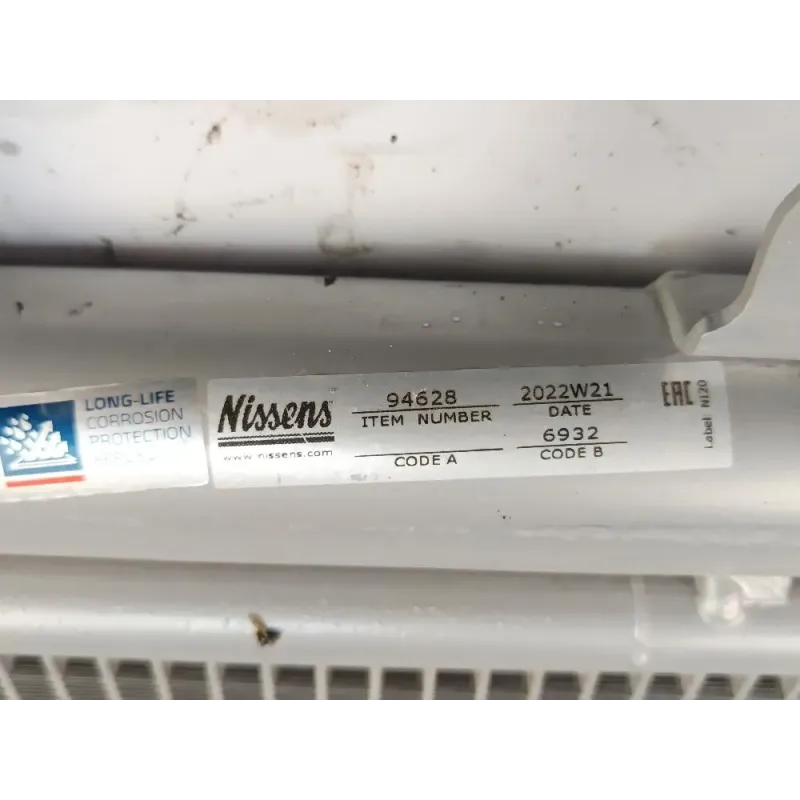 LONG-LIFE
CORROSION
PROTECTION
Nissens
www.nissens.com
94628
ITEM NUMBER
2022W21
DATE
CODE A
6932
CODE B
EAC
Label N120